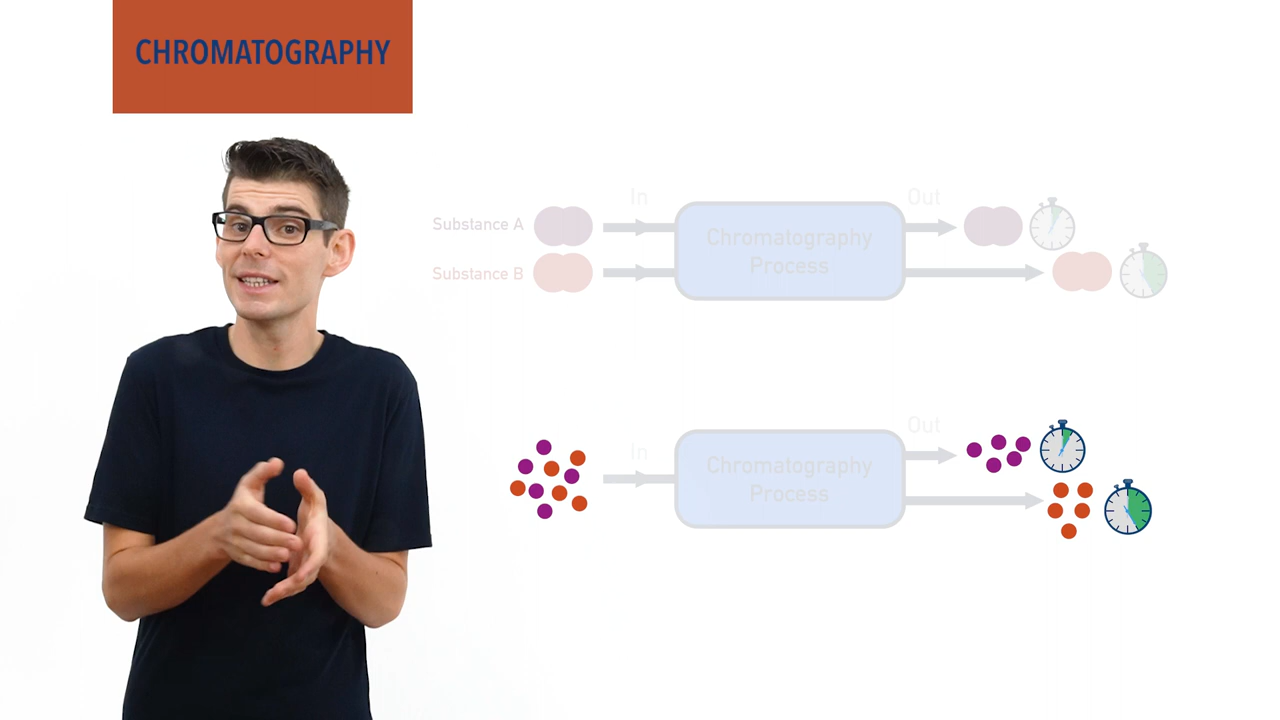 CHROMATOGRAPHY
In
Out
Substance A
Chromatography
Process
Substance B
In
Out
Chromatography
Process